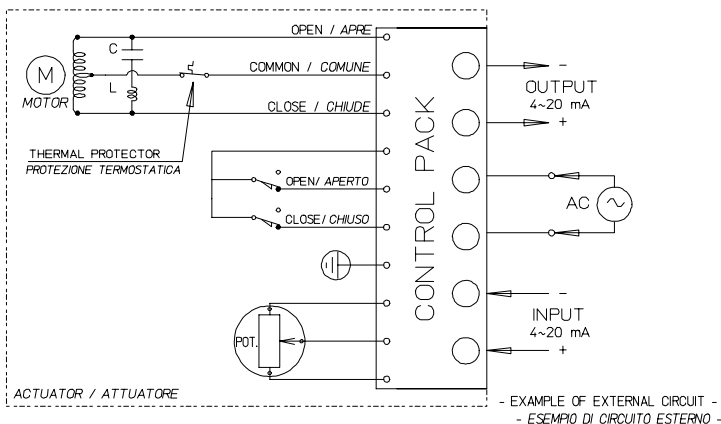 OPEN / APRE
C
COMMON / COMUNE
M
MOTOR
L
CLOSE / CHIUDE
THERMAL PROTECTOR
PROTEZIONE TERMOSTATICA
OPEN/ APERTO
CLOSE/ CHIUSO
POT.
CONTROL PACK
-
OUTPUT
4~20 mA
+
AC
-
INPUT
4~20 mA
+
ACTUATOR / ATTUATORE
- EXAMPLE OF EXTERNAL CIRCUIT -
- ESEMPIO DI CIRCUITO ESTERNO -